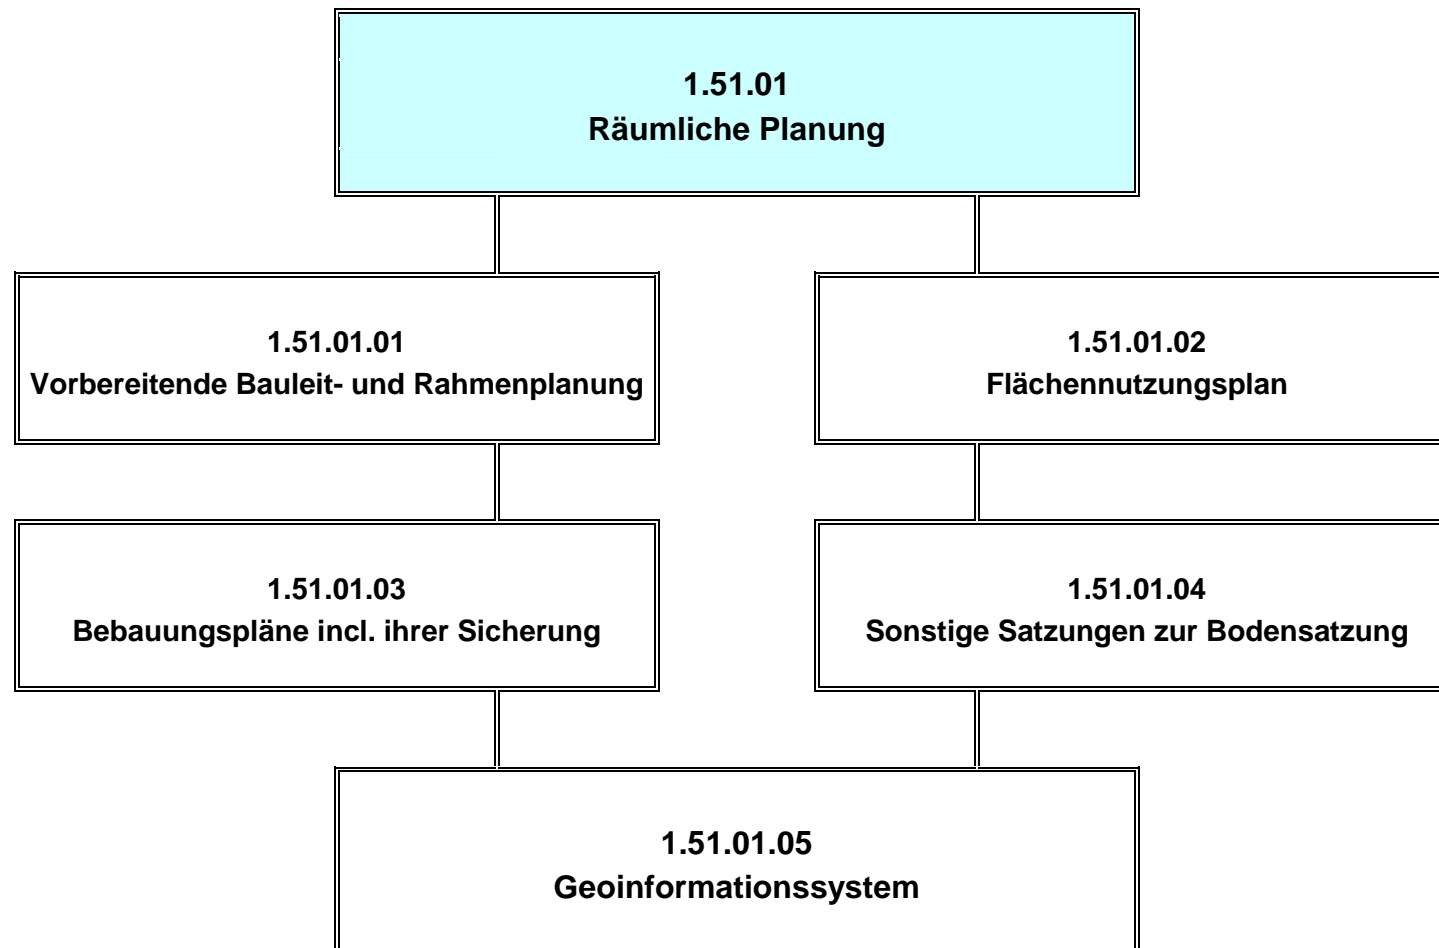 1.51.01
Räumliche Planung
1.51.01.01
Vorbereitende Bauleit- und Rahmenplanung
1.51.01.02
Flächennutzungsplan
1.51.01.03
Bebauungspläne incl. ihrer Sicherung
1.51.01.04
Sonstige Satzungen zur Bodensatzung
1.51.01.05
Geoinformationssystem